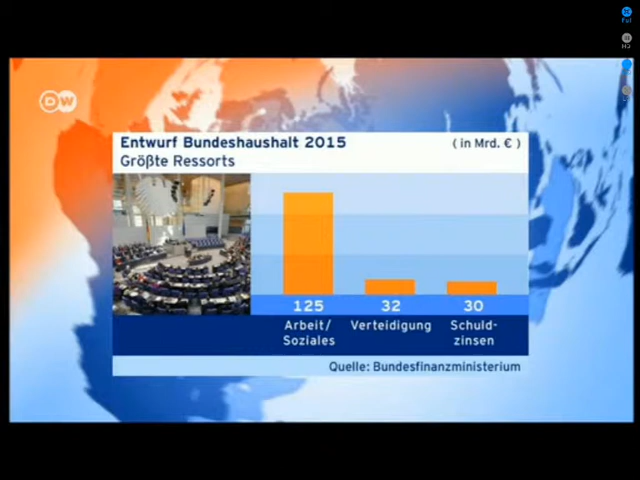 DW
Entwurf Bundeshaushalt 2015
(in Mrd. €)
Größte Ressorts
125
32
30
Arbeit/
Soziales
Verteidigung
Schuld-
zinsen
Quelle: Bundesfinanzministerium